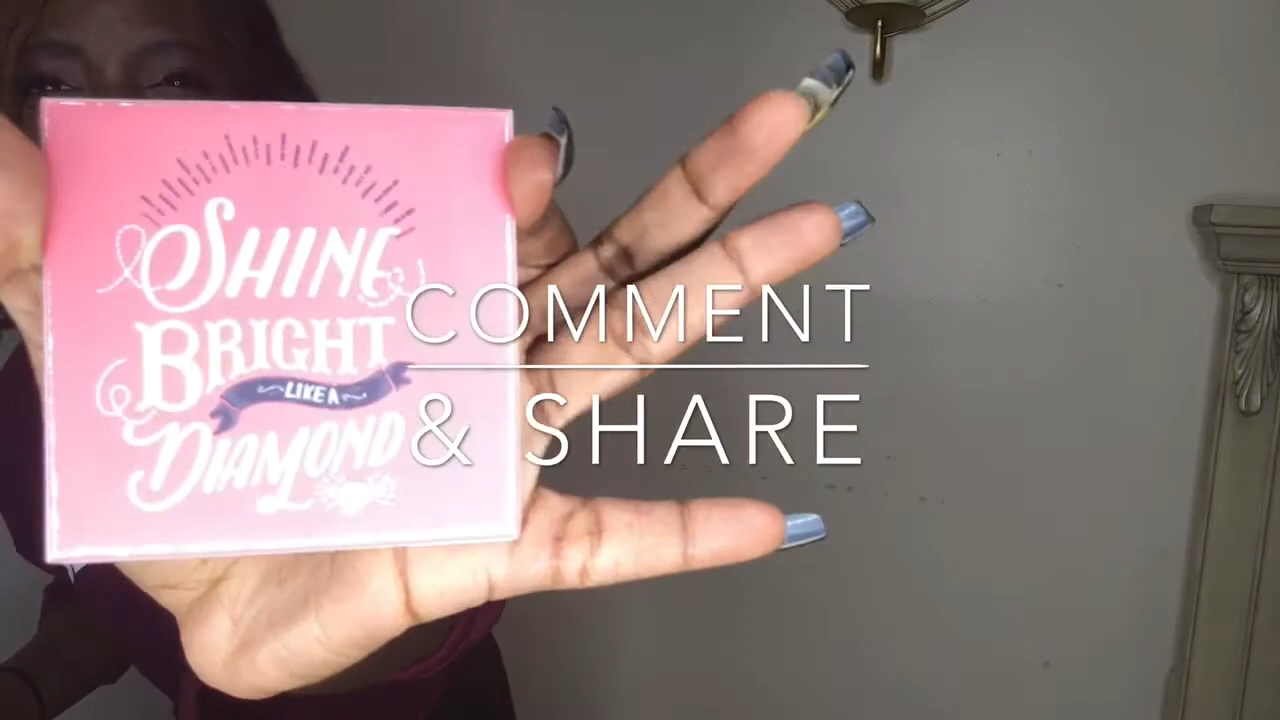 SHINE
BRIGHT
LIKE A
DIAMOND
COMMENT
& SHARE